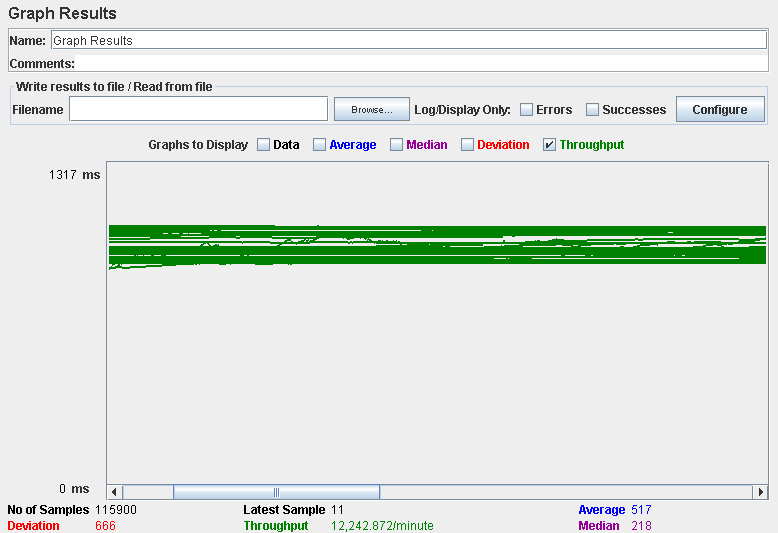 Graph Results
Name: Graph Results
Comments:
Write results to file / Read from file
Filename Browse... Log/Display Only: Errors Successes Configure
Graphs to Display Data Average Median Deviation Throughput
1317 ms
0 ms
No of Samples 115900 Latest Sample 11 Average 517
Deviation 666 Throughput 12,242.872/minute Median 218